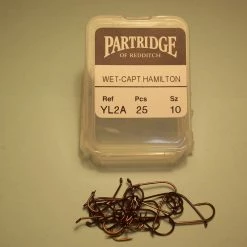 PARTRIDGE
OF REDDITCH
WET-CAPT.HAMILTON
Ref Pcs Sz
YL2A 25 10